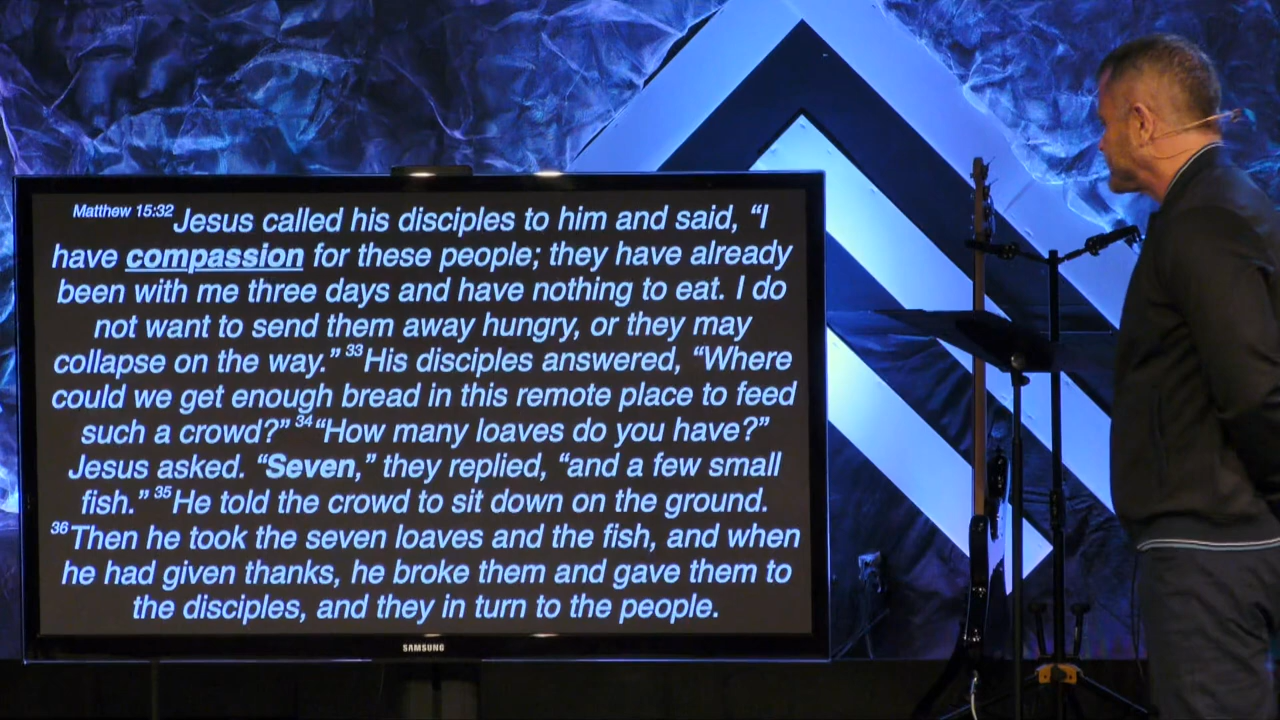 Matthew 15:32 Jesus called his disciples to him and said, “I
have compassion for these people; they have already
been with me three days and have nothing to eat. I do
not want to send them away hungry, or they may
collapse on the way.” 33 His disciples answered, “Where
could we get enough bread in this remote place to feed
such a crowd?” 34 “How many loaves do you have?”
Jesus asked. “Seven,” they replied, “and a few small
fish.” 35 He told the crowd to sit down on the ground.
36 Then he took the seven loaves and the fish, and when
he had given thanks, he broke them and gave them to
the disciples, and they in turn to the people.
SAMSUNG